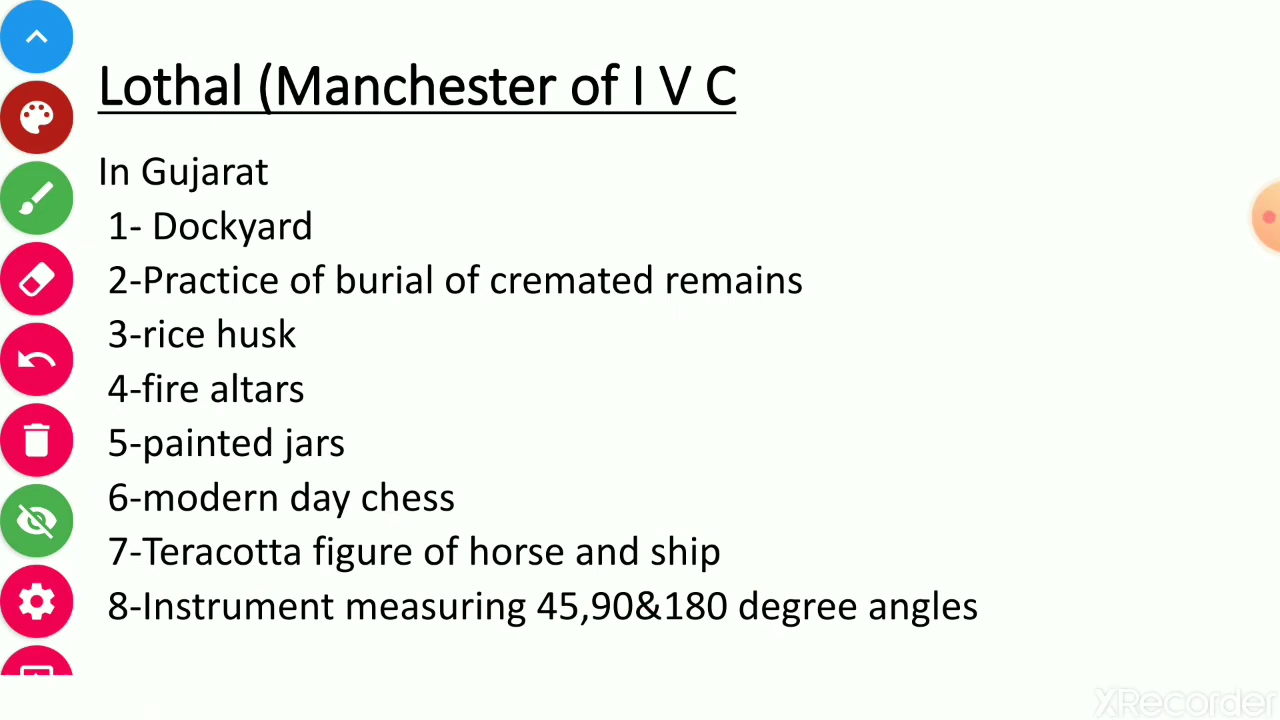 Lothal (Manchester of I V C
In Gujarat
1- Dockyard
2-Practice of burial of cremated remains
3-rice husk
4-fire altars
5-painted jars
6-modern day chess
7-Teracotta figure of horse and ship
8-Instrument measuring 45,90&180 degree angles
XRecorder